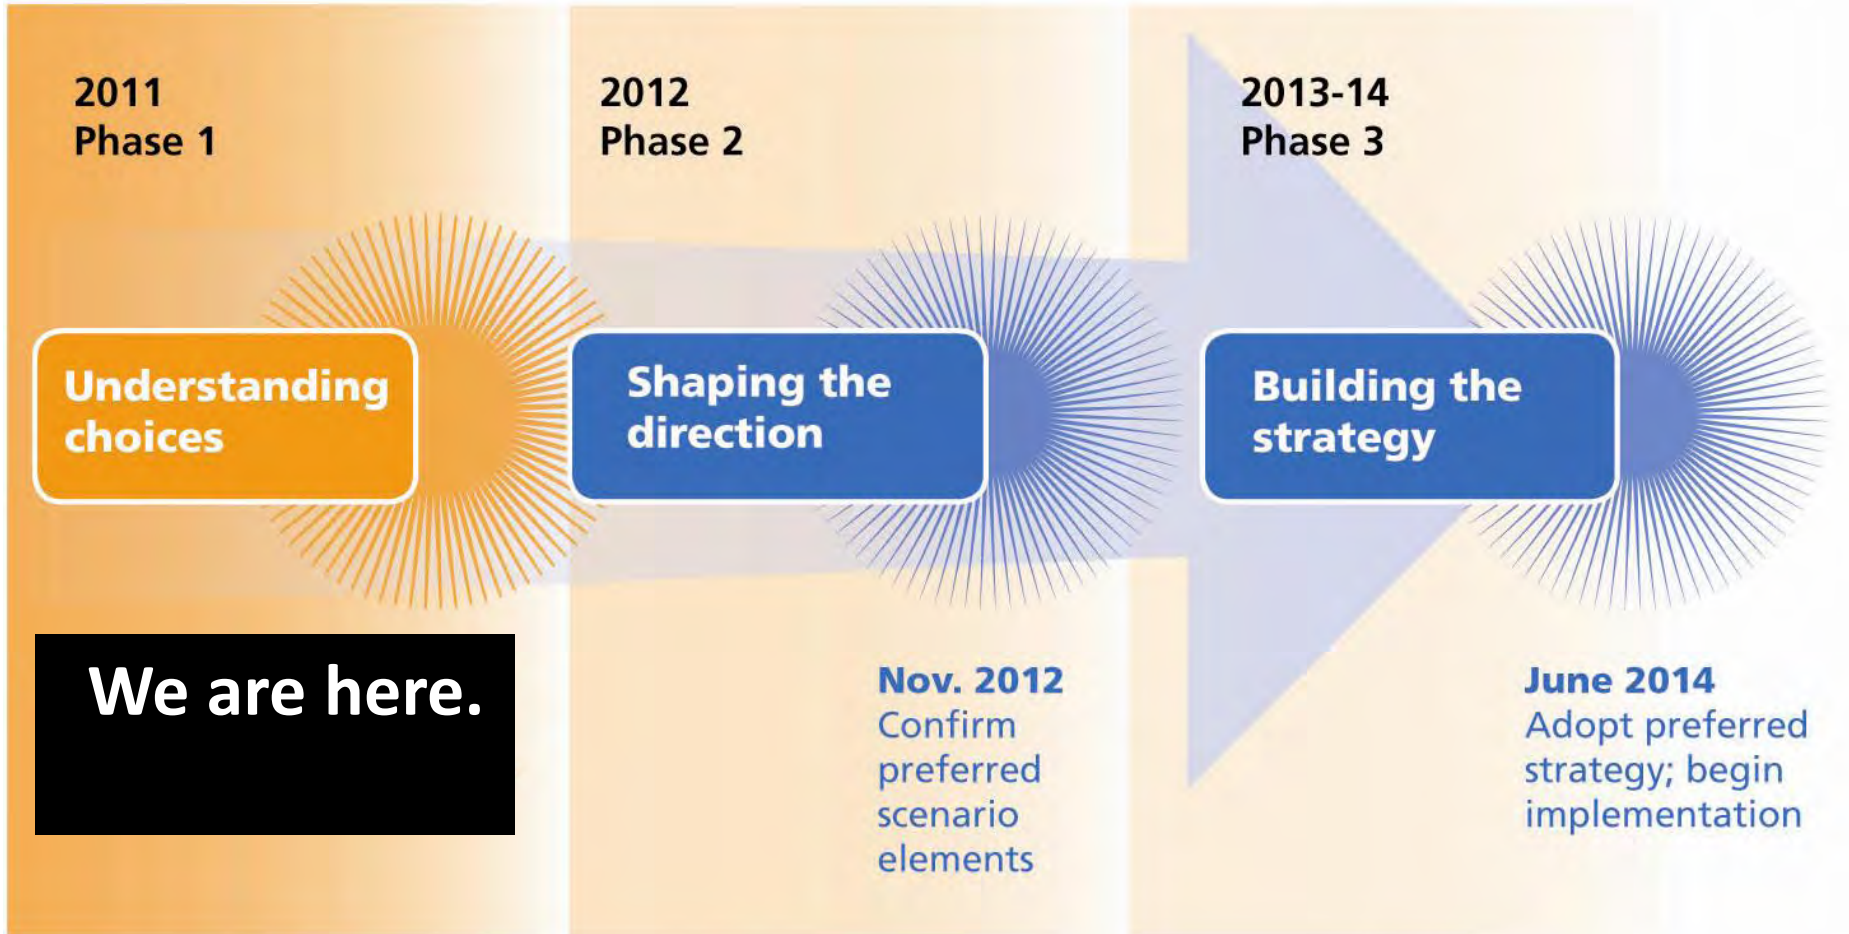 2011
Phase 1
Understanding
choices
We are here.
2012
Phase 2
Shaping the
direction
Nov. 2012
Confirm
preferred
scenario
elements
2013-14
Phase 3
Building the
strategy
June 2014
Adopt preferred
strategy; begin
implementation